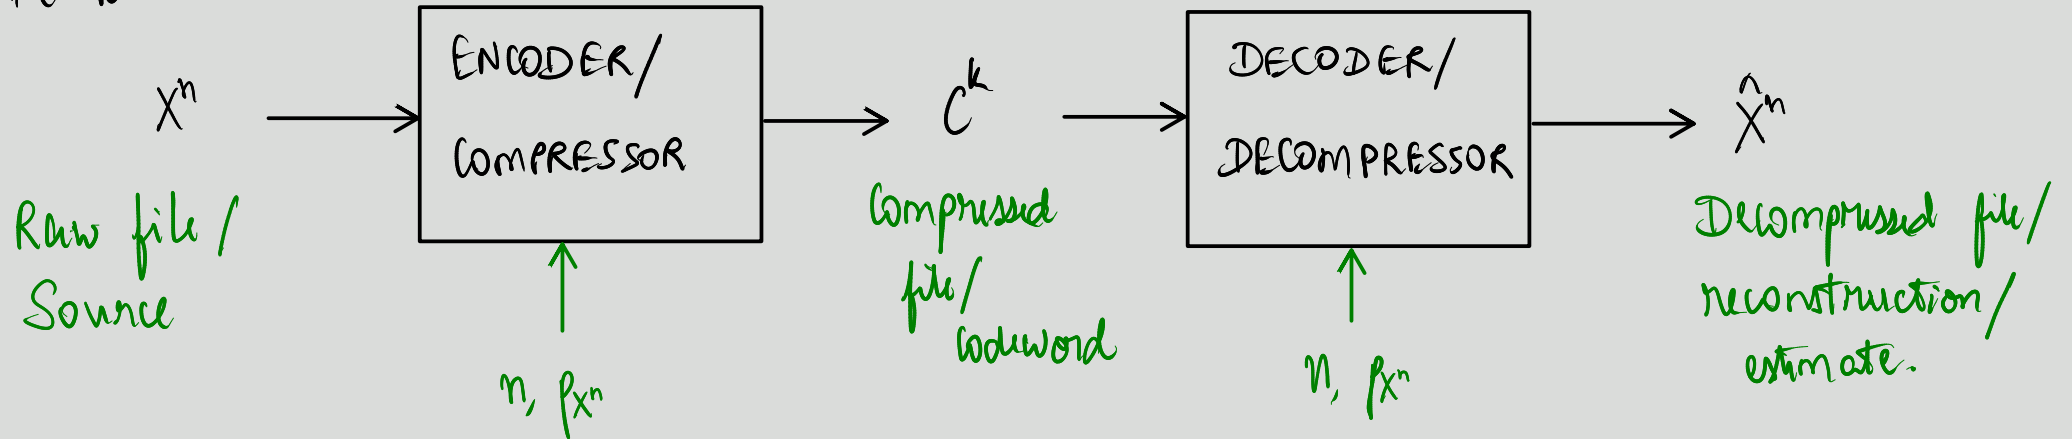 X^n
ENCODER/
COMPRESSOR
C^k
DECODER/
DECOMPRESSOR
X̂^n
Raw file/
Source
n, p_{X^n}
Compressed
file/
codeword
n, p_{X^n}
Decompressed file/
reconstruction/
estimate.